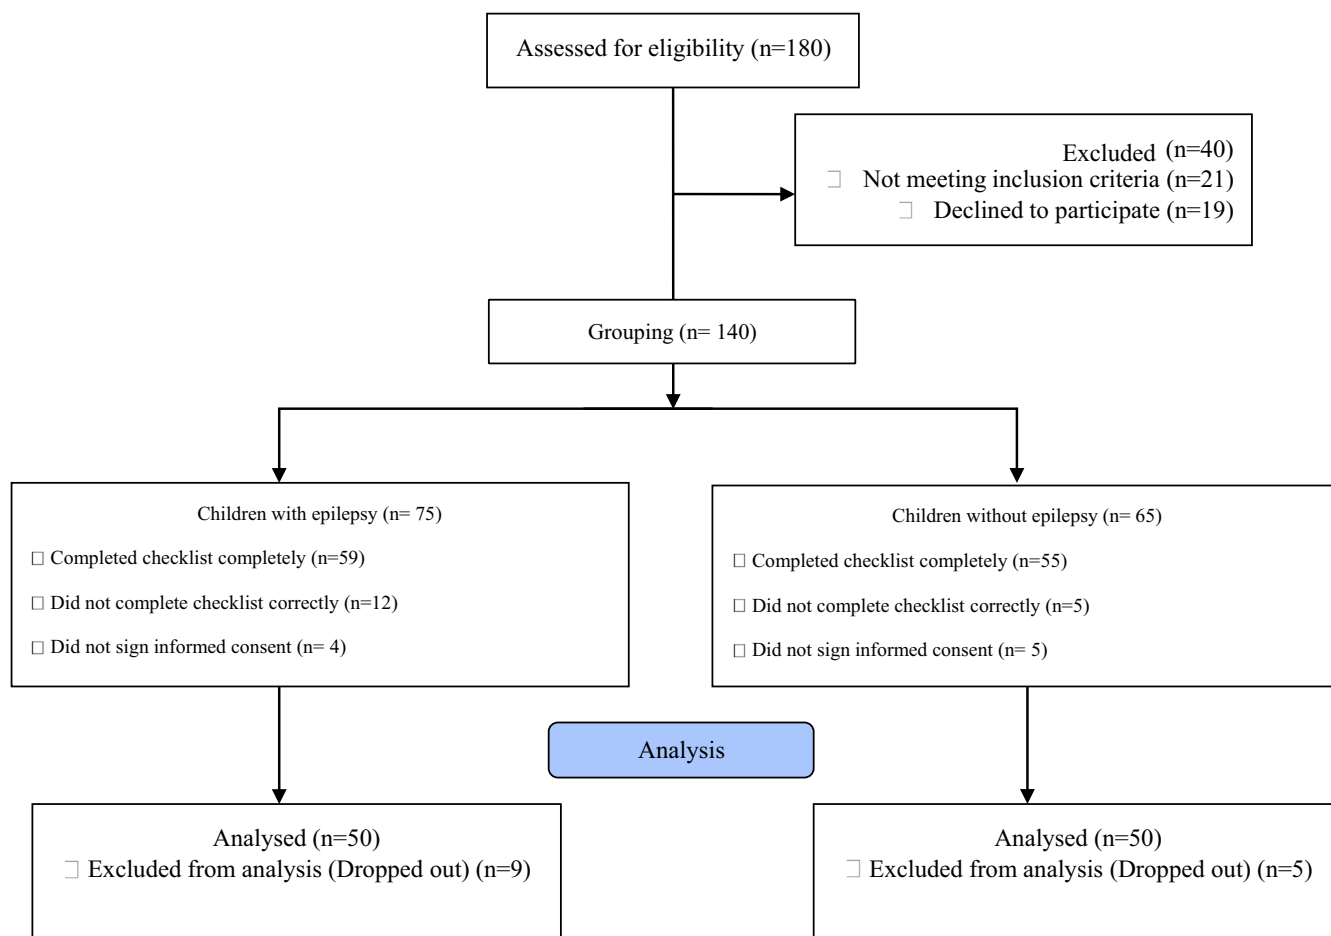 Assessed for eligibility (n=180)
Excluded (n=40)
Not meeting inclusion criteria (n=21)
Declined to participate (n=19)
Grouping (n= 140)
Children with epilepsy (n= 75)
□ Completed checklist completely (n=59)
□ Did not complete checklist correctly (n=12)
□ Did not sign informed consent (n= 4)
Children without epilepsy (n= 65)
□ Completed checklist completely (n=55)
□ Did not complete checklist correctly (n=5)
□ Did not sign informed consent (n= 5)
Analysis
Analysed (n=50)
□ Excluded from analysis (Dropped out) (n=9)
Analysed (n=50)
□ Excluded from analysis (Dropped out) (n=5)